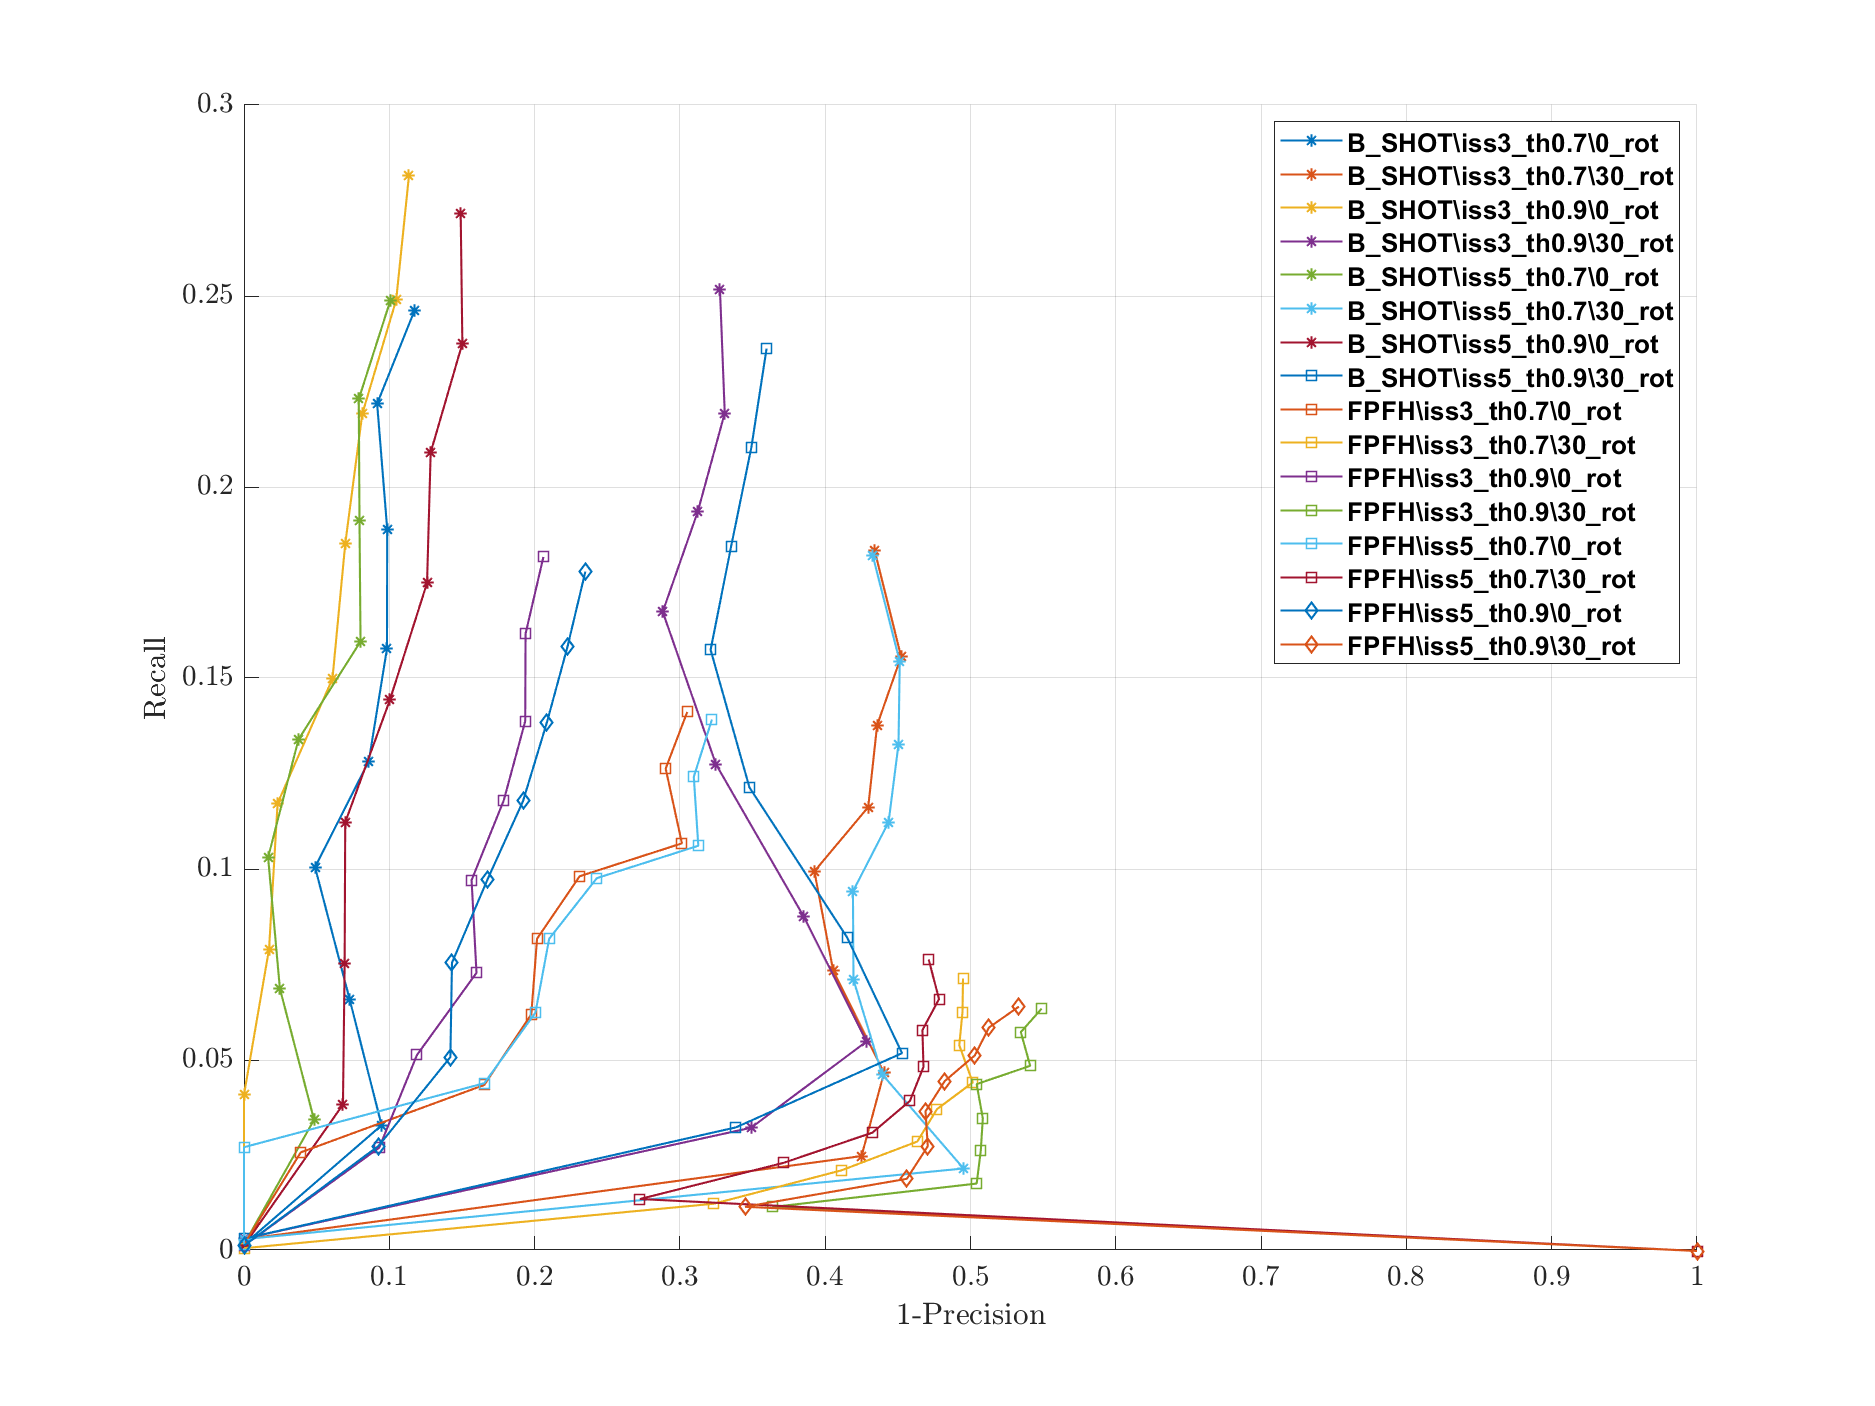 0.3
0.25
0.2
0.15
0.1
0.05
0
Recall
0 0.1 0.2 0.3 0.4 0.5 0.6 0.7 0.8 0.9 1
1-Precision
B_SHOT\iss3_th0.7\0_rot
B_SHOT\iss3_th0.7\30_rot
B_SHOT\iss3_th0.9\0_rot
B_SHOT\iss3_th0.9\30_rot
B_SHOT\iss5_th0.7\0_rot
B_SHOT\iss5_th0.7\30_rot
B_SHOT\iss5_th0.9\0_rot
B_SHOT\iss5_th0.9\30_rot
FPFH\iss3_th0.7\0_rot
FPFH\iss3_th0.7\30_rot
FPFH\iss3_th0.9\0_rot
FPFH\iss3_th0.9\30_rot
FPFH\iss5_th0.7\0_rot
FPFH\iss5_th0.7\30_rot
FPFH\iss5_th0.9\0_rot
FPFH\iss5_th0.9\30_rot